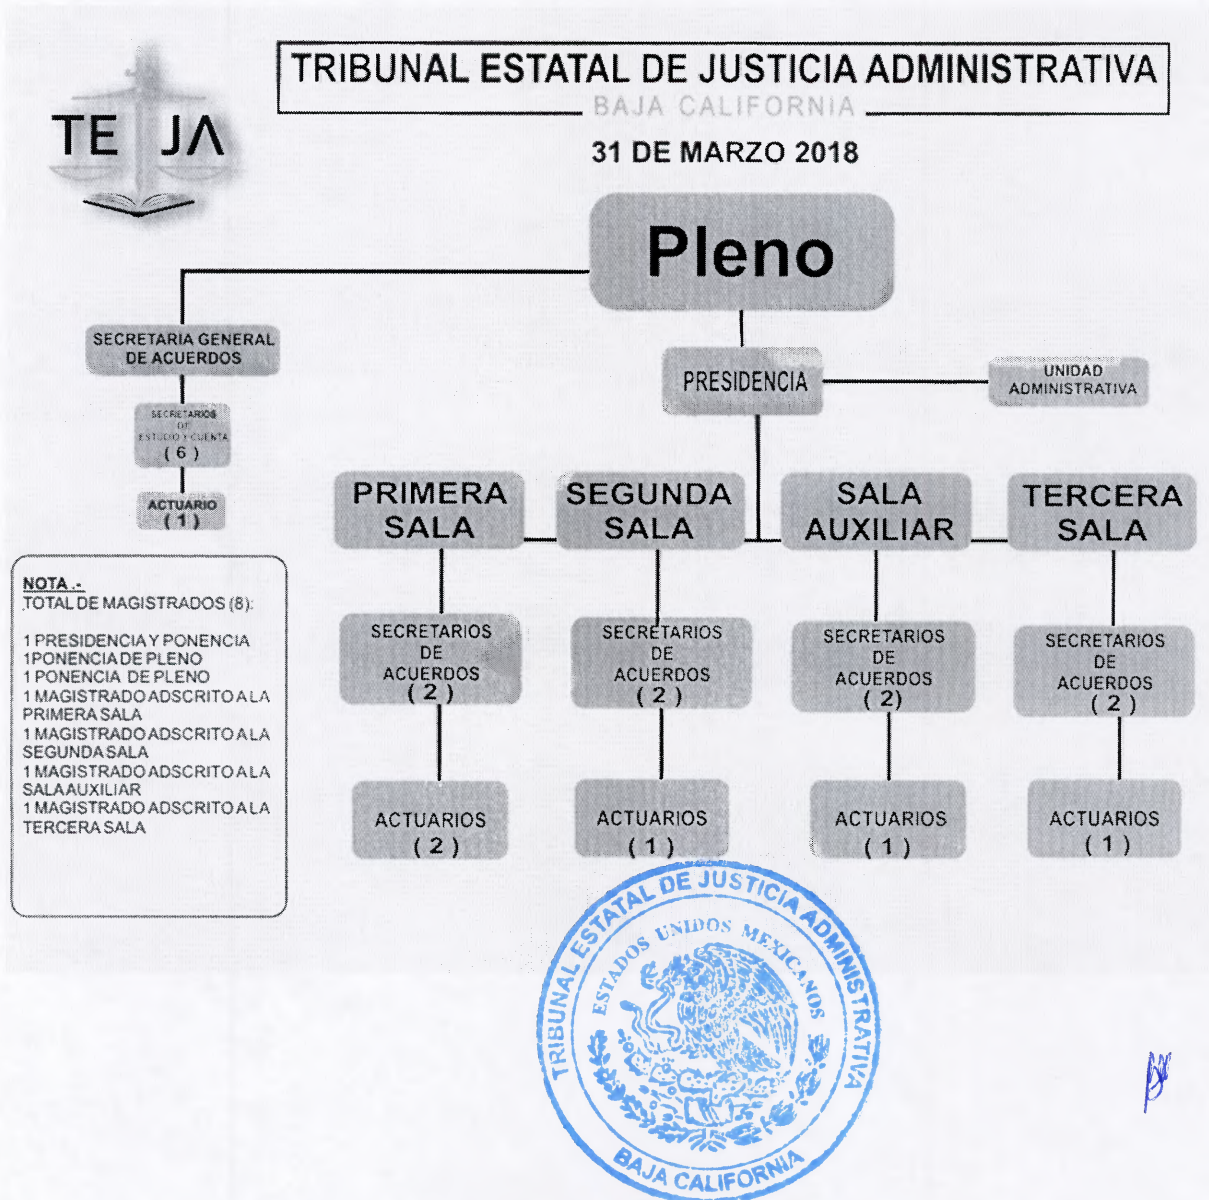 TE JA
TRIBUNAL ESTATAL DE JUSTICIA ADMINISTRATIVA
BAJA CALIFORNIA
31 DE MARZO 2018
Pleno
SECRETARIA GENERAL
DE ACUERDOS
PRESIDENCIA
UNIDAD
ADMINISTRATIVA
SECRETARIOS
DE
ESTUDIO Y CUENTA
( 6 )
ACTUARIO
( 1 )
PRIMERA
SALA
SEGUNDA
SALA
SALA
AUXILIAR
TERCERA
SALA
NOTA .-
TOTAL DE MAGISTRADOS (8):
1 PRESIDENCIA Y PONENCIA
1PONENCIA DE PLENO
1 PONENCIA DE PLENO
1 MAGISTRADO ADSCRITO A LA
PRIMERA SALA
1 MAGISTRADO ADSCRITO A LA
SEGUNDA SALA
1 MAGISTRADO ADSCRITO A LA
SALA AUXILIAR
1 MAGISTRADO ADSCRITO A LA
TERCERA SALA
SECRETARIOS
DE
ACUERDOS
( 2 )
SECRETARIOS
DE
ACUERDOS
( 2 )
SECRETARIOS
DE
ACUERDOS
( 2)
SECRETARIOS
DE
ACUERDOS
( 2 )
ACTUARIOS
( 2 )
ACTUARIOS
( 1 )
ACTUARIOS
( 1 )
ACTUARIOS
( 1 )
TRIBUNAL ESTATAL DE JUSTICIA ADMINISTRATIVA
ESTADOS UNIDOS MEXICANOS
BAJA CALIFORNIA